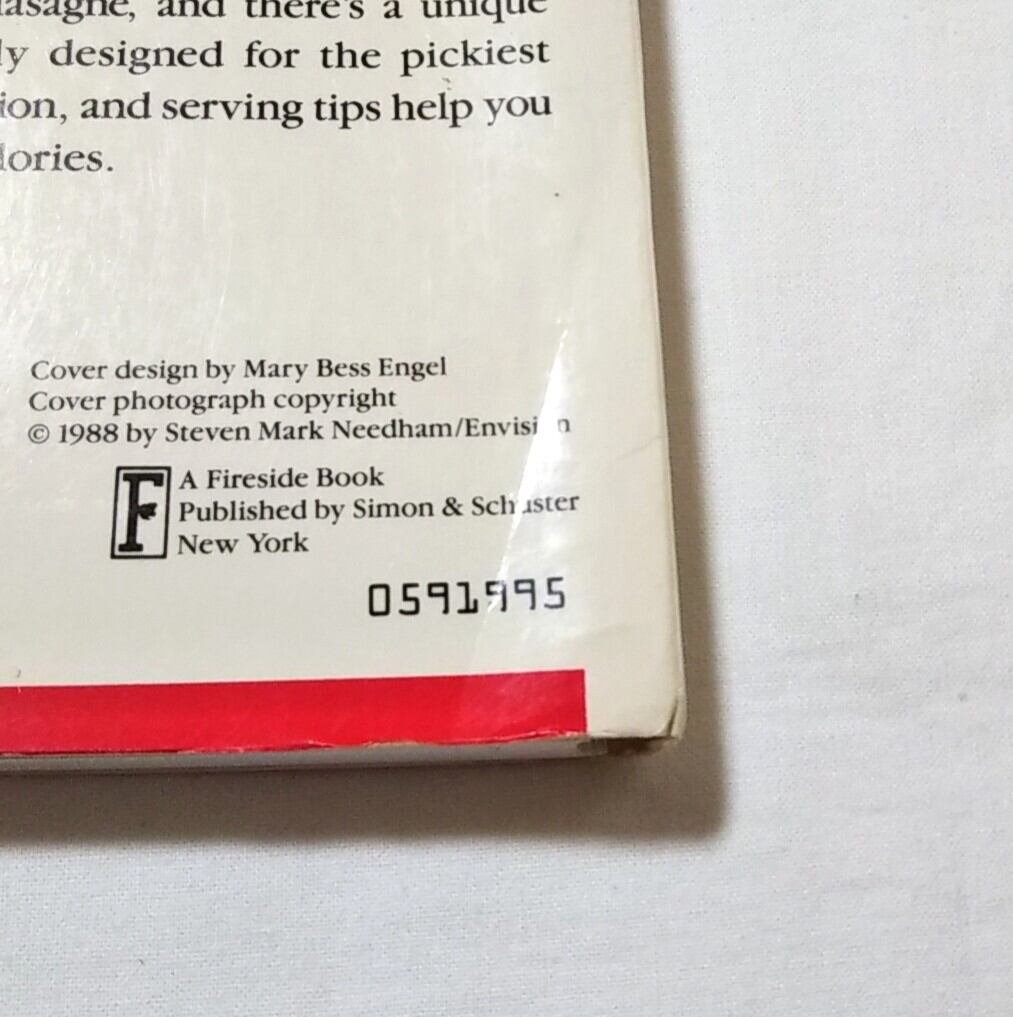 lasagne, and there's a unique
ly designed for the pickiest
ion, and serving tips help you
lories.
Cover design by Mary Bess Engel
Cover photograph copyright
© 1988 by Steven Mark Needham/Envision
F
A Fireside Book
Published by Simon & Schuster
New York
0591995